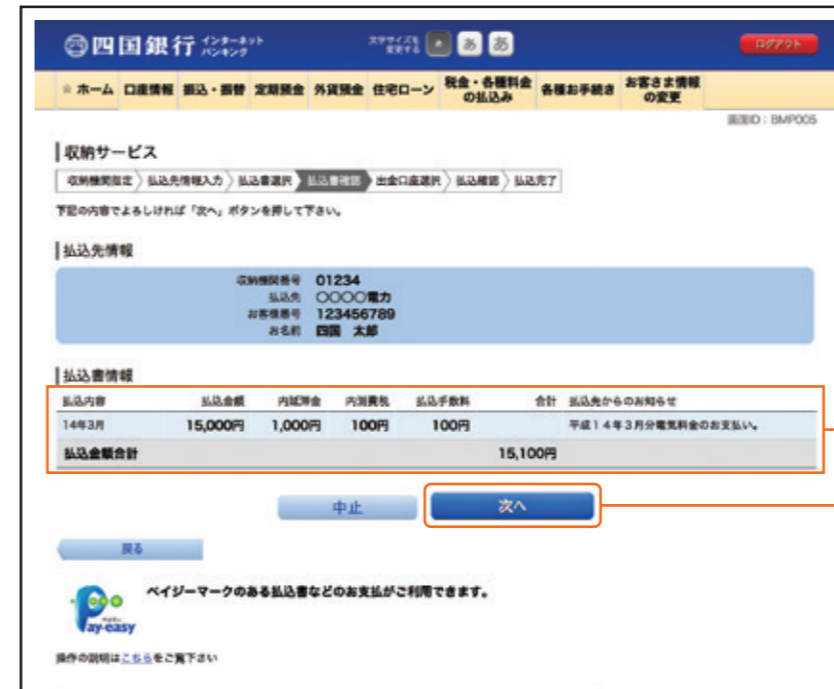 四国銀行 インターネットバンキング
文字サイズを変更する あ あ あ
ログアウト
ホーム 口座情報 振込・振替 定期預金 外貨預金 住宅ローン 税金・各種料金の払込み 各種お手続き お客さま情報の変更
画面ID：BMP005
収納サービス
収納機関指定 払込先情報入力 払込書選択 払込書確認 出金口座選択 払込確認 払込完了
下記の内容でよろしければ「次へ」ボタンを押して下さい。
払込先情報
収納機関番号 01234
払込先 〇〇〇〇電力
お客様番号 123456789
お名前 四国 太郎
払込書情報
払込内容 払込金額 内延滞金 内消費税 払込手数料 合計 払込先からのお知らせ
14年3月 15,000円 1,000円 100円 100円 平成14年3月分電気料金のお支払い。
払込金額合計 15,100円
中止 次へ
戻る
ペイジーマークのある払込書などのお支払がご利用できます。
ペイジー
Pay-easy
操作の説明はこちらをご覧下さい